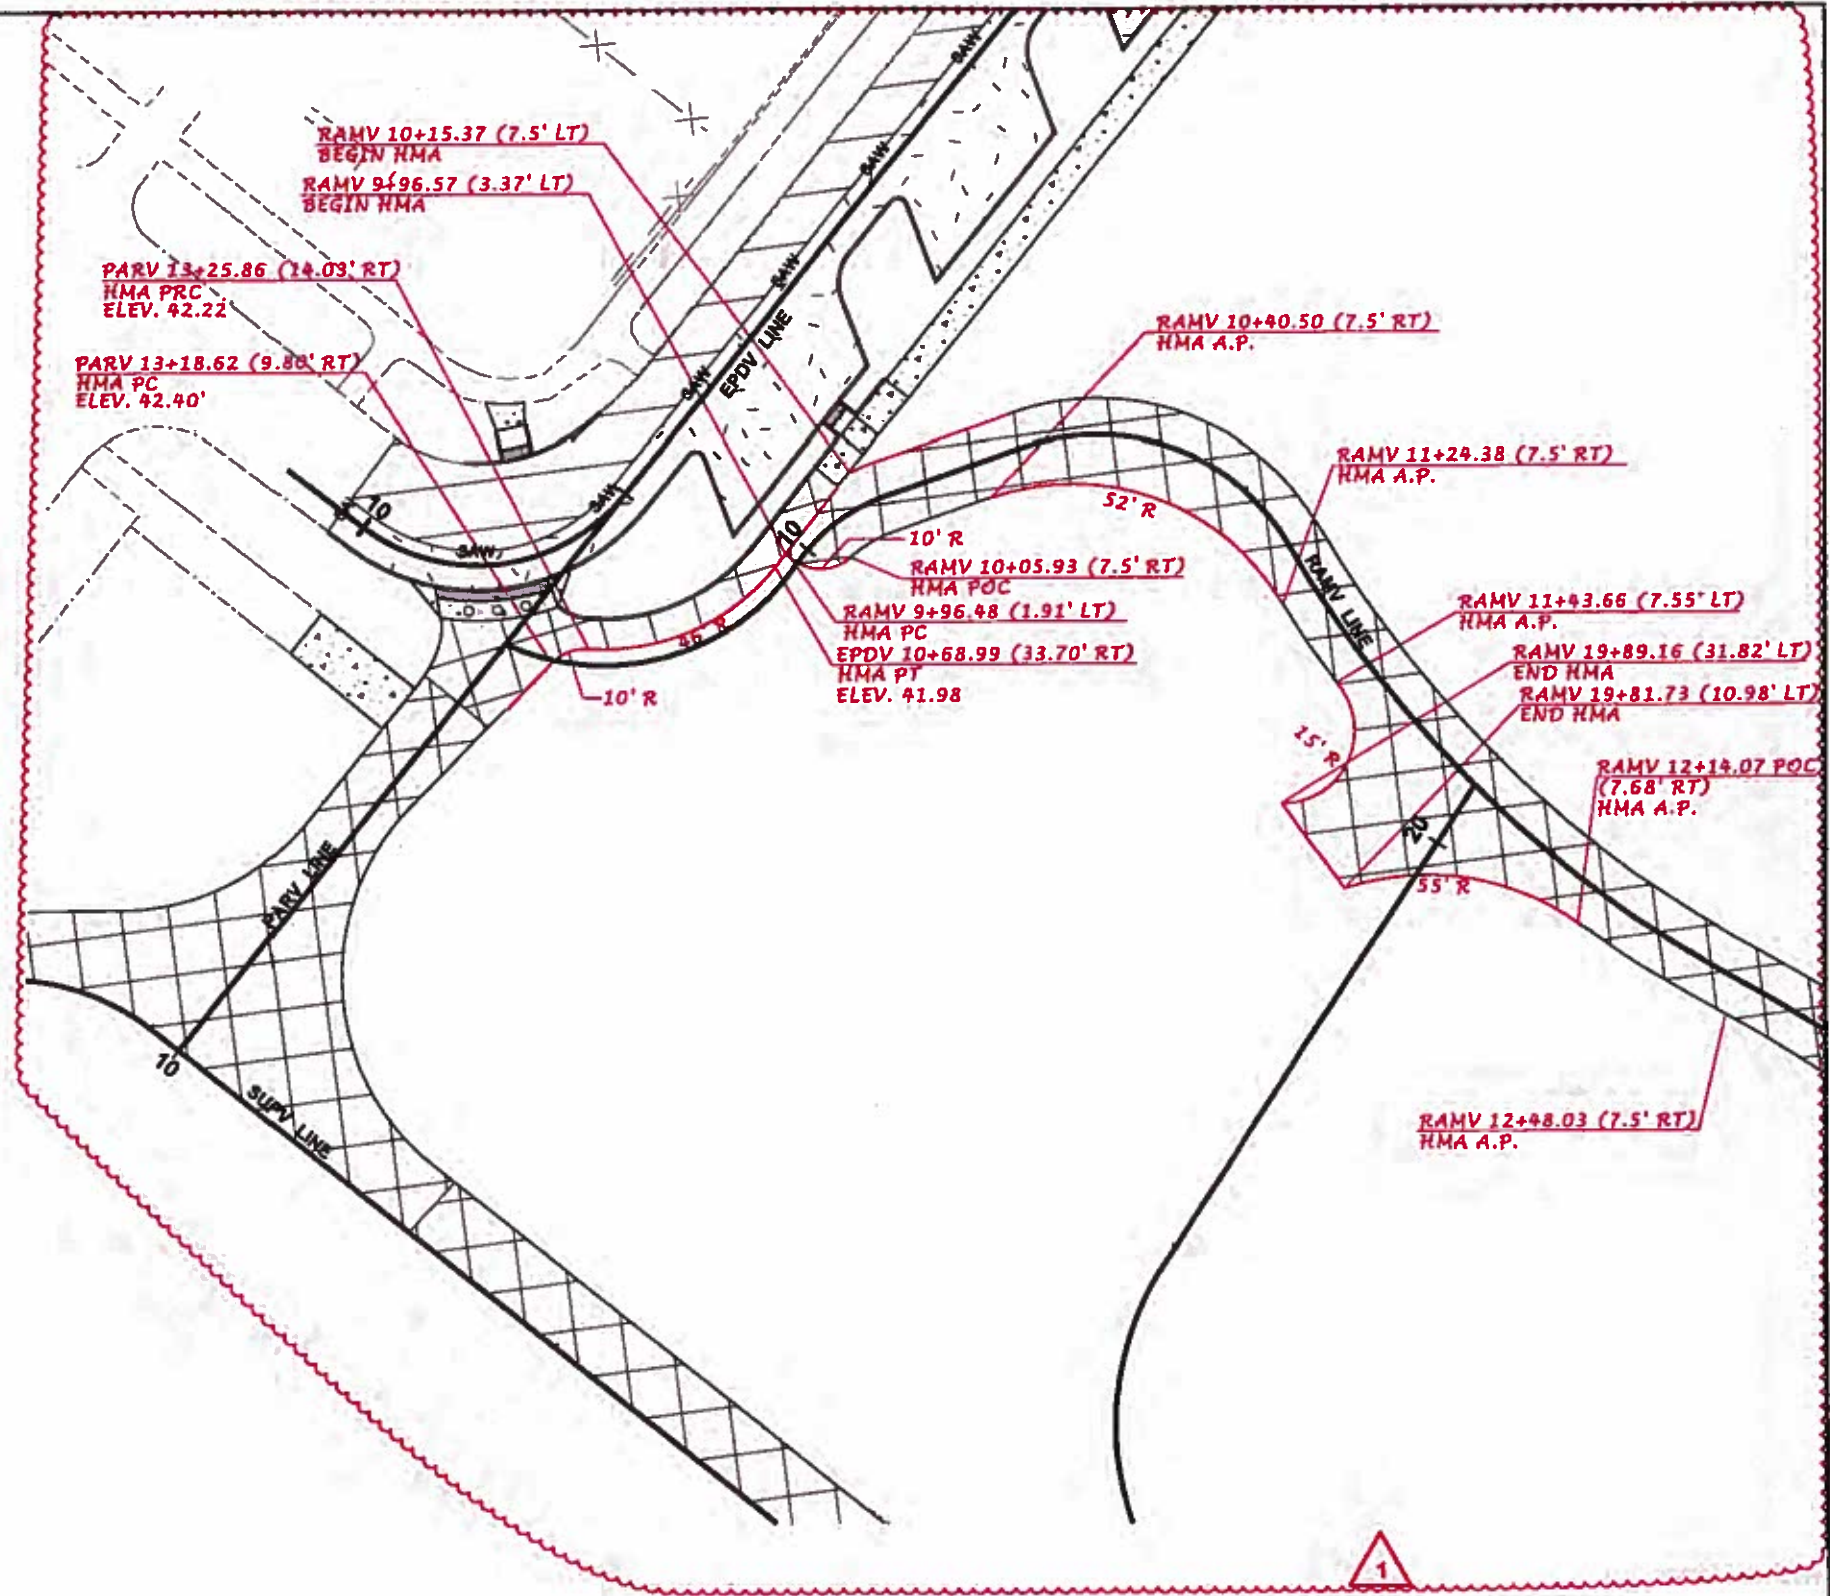 RAMV 10+15.37 (7.5' LT)
BEGIN HMA
RAMV 9+96.57 (3.37' LT)
BEGIN HMA
PARV 13+25.86 (14.03' RT)
HMA PRC
ELEV. 42.22
PARV 13+18.62 (9.80' RT)
HMA PC
ELEV. 42.40'
SAW
SAW
SAW
SAW
SAW
SAW
EPDV LINE
10
10
RAMV 10+40.50 (7.5' RT)
HMA A.P.
52' R
RAMV 11+24.38 (7.5' RT)
HMA A.P.
10' R
RAMV 10+05.93 (7.5' RT)
HMA POC
RAMV 9+96.48 (1.91' LT)
HMA PC
EPDV 10+68.99 (33.70' RT)
HMA PT
ELEV. 41.98
46' R
10' R
RAMV LINE
RAMV 11+43.66 (7.55' LT)
HMA A.P.
RAMV 19+89.16 (31.82' LT)
END HMA
RAMV 19+81.73 (10.98' LT)
END HMA
15' R
RAMV 12+14.07 POC
(7.68' RT)
HMA A.P.
20
55' R
PARV LINE
10
SUPV LINE
RAMV 12+48.03 (7.5' RT)
HMA A.P.
1